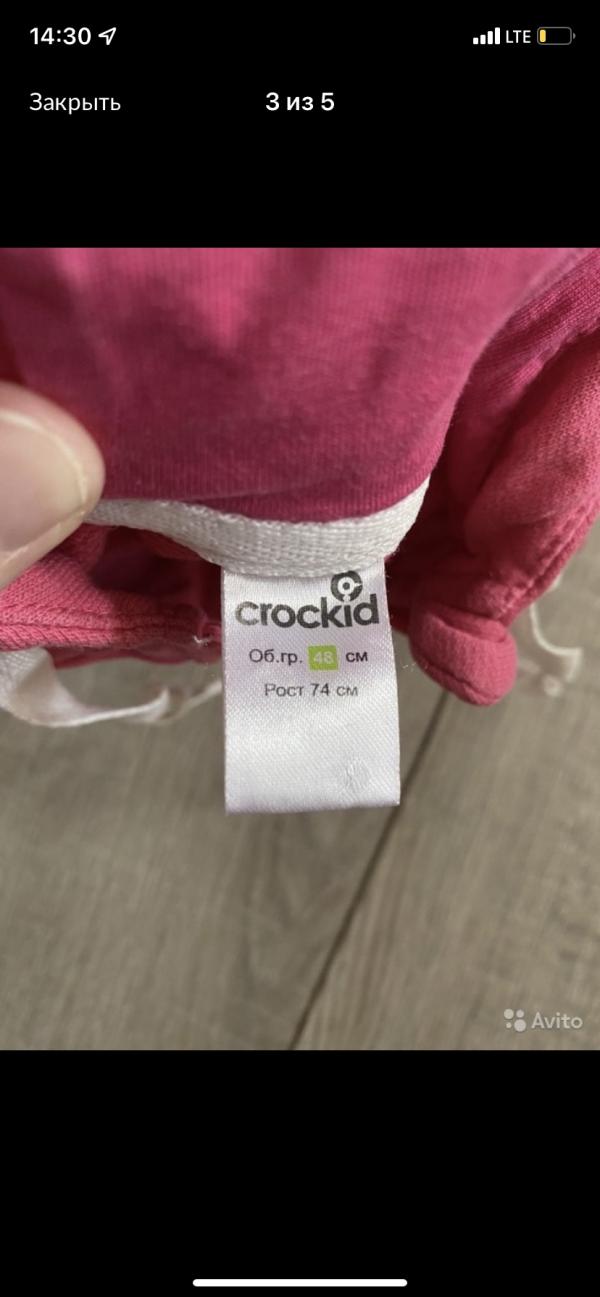 14:30
LTE
Закрыть
3 из 5
crockid
Об.гр. 48 см
Рост 74 см
Avito